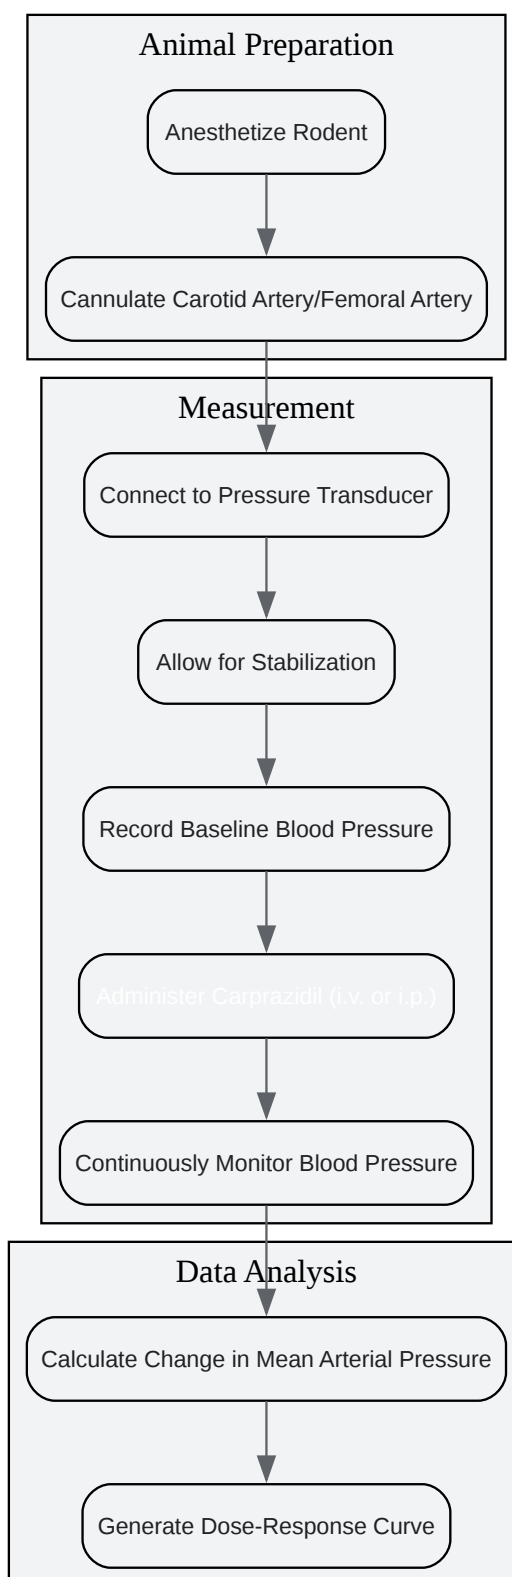 Animal Preparation
Anesthetize Rodent
Cannulate Carotid Artery/Femoral Artery
Measurement
Connect to Pressure Transducer
Allow for Stabilization
Record Baseline Blood Pressure
Administer Carprazidil (i.v. or i.p.)
Continuously Monitor Blood Pressure
Data Analysis
Calculate Change in Mean Arterial Pressure
Generate Dose-Response Curve